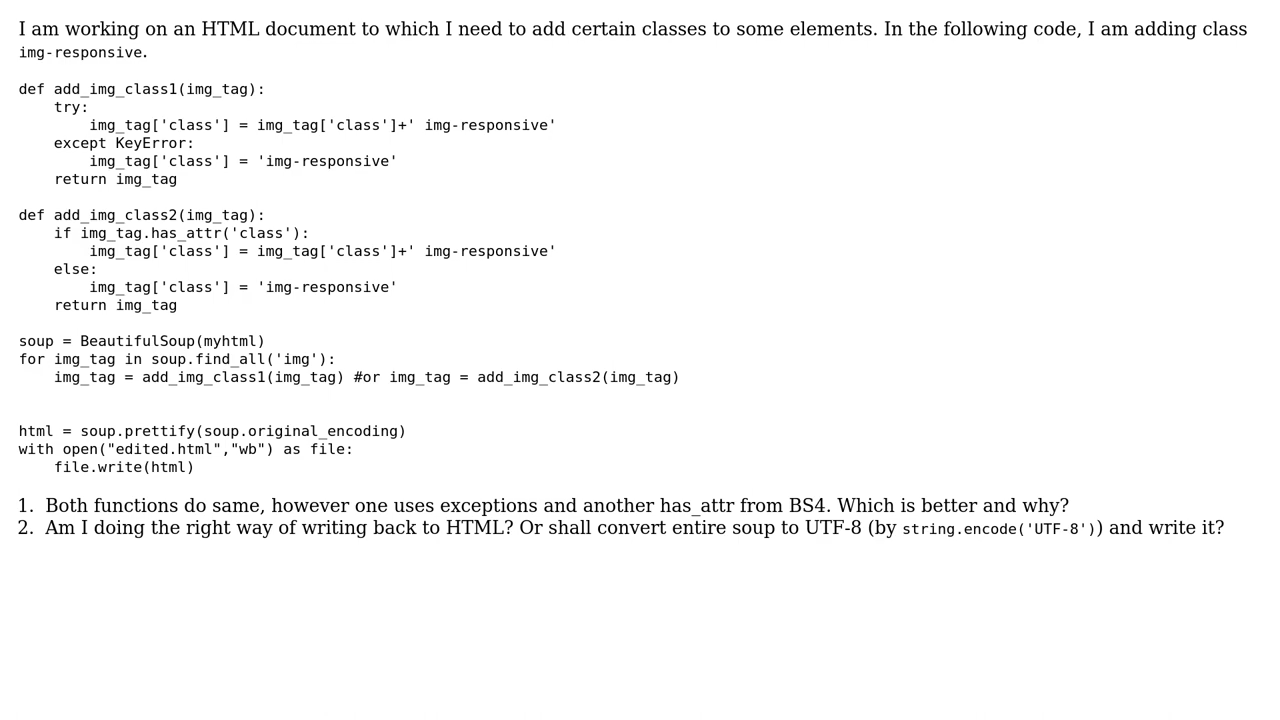 I am working on an HTML document to which I need to add certain classes to some elements. In the following code, I am adding class
img-responsive.
def add_img_class1(img_tag):
    try:
        img_tag['class'] = img_tag['class']+' img-responsive'
    except KeyError:
        img_tag['class'] = 'img-responsive'
    return img_tag
def add_img_class2(img_tag):
    if img_tag.has_attr('class'):
        img_tag['class'] = img_tag['class']+' img-responsive'
    else:
        img_tag['class'] = 'img-responsive'
    return img_tag
soup = BeautifulSoup(myhtml)
for img_tag in soup.find_all('img'):
    img_tag = add_img_class1(img_tag) #or img_tag = add_img_class2(img_tag)
html = soup.prettify(soup.original_encoding)
with open("edited.html","wb") as file:
    file.write(html)
1. Both functions do same, however one uses exceptions and another has_attr from BS4. Which is better and why?
2. Am I doing the right way of writing back to HTML? Or shall convert entire soup to UTF-8 (by string.encode('UTF-8')) and write it?